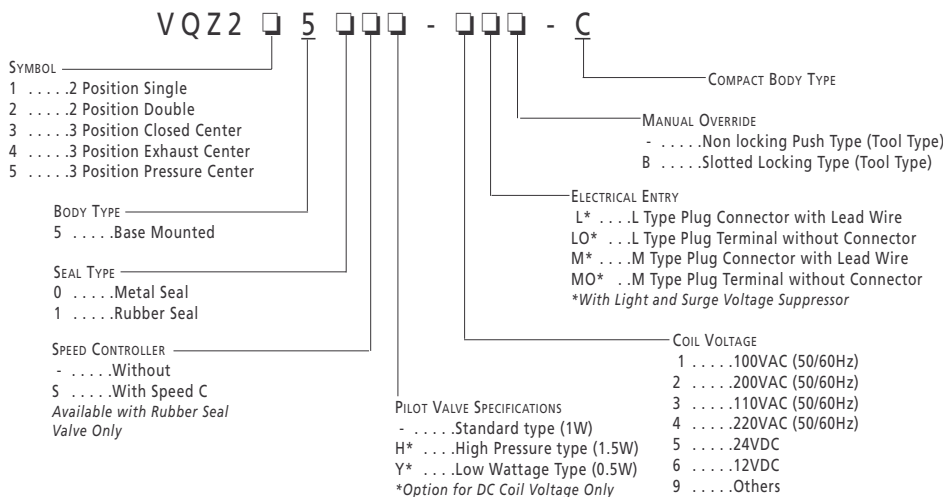 VQZ2 ❏ 5 ❏ ❏ ❏ - ❏ ❏ ❏ - C
SYMBOL
1 . . . . .2 Position Single
2 . . . . .2 Position Double
3 . . . . .3 Position Closed Center
4 . . . . .3 Position Exhaust Center
5 . . . . .3 Position Pressure Center
BODY TYPE
5 . . . . .Base Mounted
SEAL TYPE
0 . . . . .Metal Seal
1 . . . . .Rubber Seal
SPEED CONTROLLER
- . . . . .Without
S . . . . .With Speed C
Available with Rubber Seal
Valve Only
PILOT VALVE SPECIFICATIONS
- . . . . .Standard type (1W)
H* . . . .High Pressure type (1.5W)
Y* . . . .Low Wattage Type (0.5W)
*Option for DC Coil Voltage Only
COIL VOLTAGE
1 . . . . .100VAC (50/60Hz)
2 . . . . .200VAC (50/60Hz)
3 . . . . .110VAC (50/60Hz)
4 . . . . .220VAC (50/60Hz)
5 . . . . .24VDC
6 . . . . .12VDC
9 . . . . .Others
ELECTRICAL ENTRY
L* . . . .L Type Plug Connector with Lead Wire
LO* . . .L Type Plug Terminal without Connector
M* . . . .M Type Plug Connector with Lead Wire
MO* . .M Type Plug Terminal without Connector
*With Light and Surge Voltage Suppressor
MANUAL OVERRIDE
- . . . . .Non locking Push Type (Tool Type)
B . . . . .Slotted Locking Type (Tool Type)
COMPACT BODY TYPE